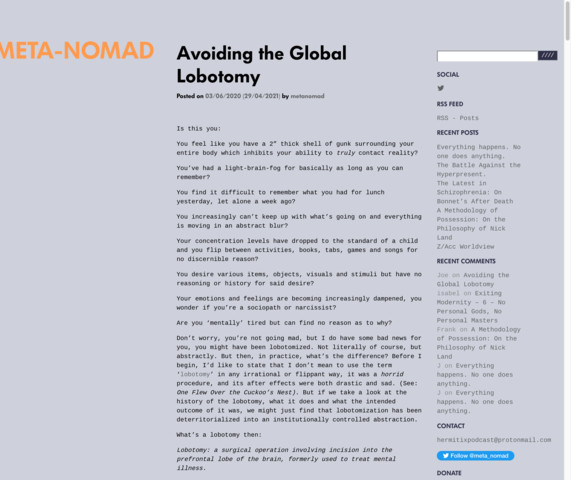 META-NOMAD
Avoiding the Global
Lobotomy
Posted on 03/06/2020 (29/04/2021) by metanomad
Is this you:
You feel like you have a 2” thick shell of gunk surrounding your
entire body which inhibits your ability to truly contact reality?
You’ve had a light-brain-fog for basically as long as you can
remember?
You find it difficult to remember what you had for lunch
yesterday, let alone a week ago?
You increasingly can’t keep up with what’s going on and everything
is moving in an abstract blur?
Your concentration levels have dropped to the standard of a child
and you flip between activities, books, tabs, games and songs for
no discernible reason?
You desire various items, objects, visuals and stimuli but have no
reasoning or history for said desire?
Your emotions and feelings are becoming increasingly dampened, you
wonder if you’re a sociopath or narcissist?
Are you ‘mentally’ tired but can find no reason as to why?
Don’t worry, you’re not going mad, but I do have some bad news for
you, you might have been lobotomized. Not literally of course, but
abstractly. But then, in practice, what’s the difference? Before I
begin, I’d like to state that I don’t mean to use the term
‘lobotomy’ in any irrational or flippant way, it was a horrid
procedure, and its after effects were both drastic and sad. (See:
One Flew Over the Cuckoo’s Nest). But if we take a look at the
history of the lobotomy, what it does and what the intended
outcome of it was, we might just find that lobotomization has been
deterritorialized into an institutionally controlled abstraction.
What’s a lobotomy then:
Lobotomy: a surgical operation involving incision into the
prefrontal lobe of the brain, formerly used to treat mental
illness.
////
SOCIAL
RSS FEED
RSS - Posts
RECENT POSTS
Everything happens. No
one does anything.
The Battle Against the
Hyperpresent.
The Latest in
Schizophrenia: On
Bonnet's After Death
A Methodology of
Possession: On the
Philosophy of Nick
Land
Z/Acc Worldview
RECENT COMMENTS
Joe on Avoiding the
Global Lobotomy
isabel on Exiting
Modernity – 6 – No
Personal Gods, No
Personal Masters
Frank on A Methodology
of Possession: On the
Philosophy of Nick
Land
J on Everything
happens. No one does
anything.
J on Everything
happens. No one does
anything.
CONTACT
hermitixpodcast@protonmail.com
Follow @meta_nomad
DONATE